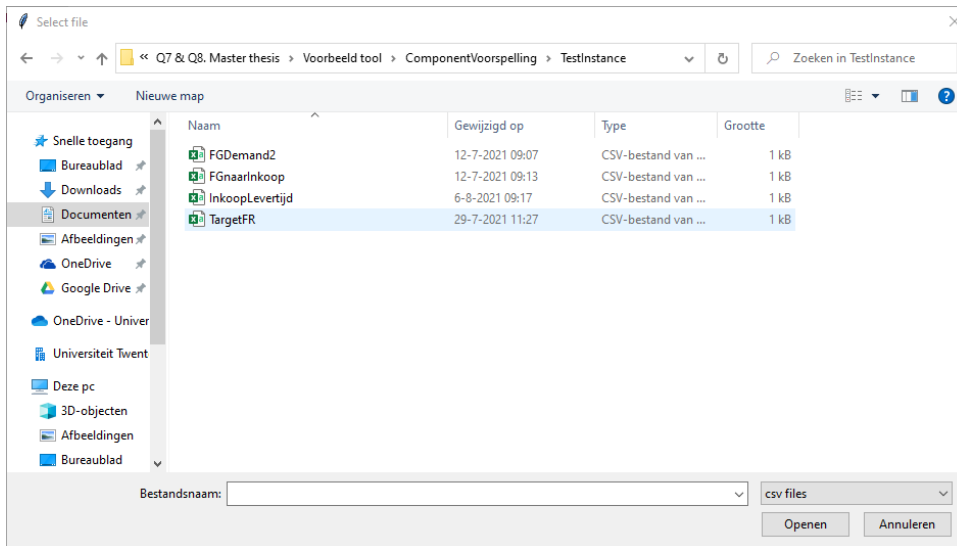 Select file
« Q7 & Q8. Master thesis › Voorbeeld tool › ComponentVoorspelling › TestInstance
Zoeken in TestInstance
Organiseren Nieuwe map
Naam Gewijzigd op Type Grootte
Snelle toegang
Bureaublad
Downloads
Documenten
Afbeeldingen
OneDrive
Google Drive
OneDrive - Univer
Universiteit Twent
Deze pc
3D-objecten
Afbeeldingen
Bureaublad
FGDemand2 12-7-2021 09:07 CSV-bestand van ... 1 kB
FGnaarInkoop 12-7-2021 09:13 CSV-bestand van ... 1 kB
InkoopLevertijd 6-8-2021 09:17 CSV-bestand van ... 1 kB
TargetFR 29-7-2021 11:27 CSV-bestand van ... 1 kB
Bestandsnaam:
csv files
Openen Annuleren